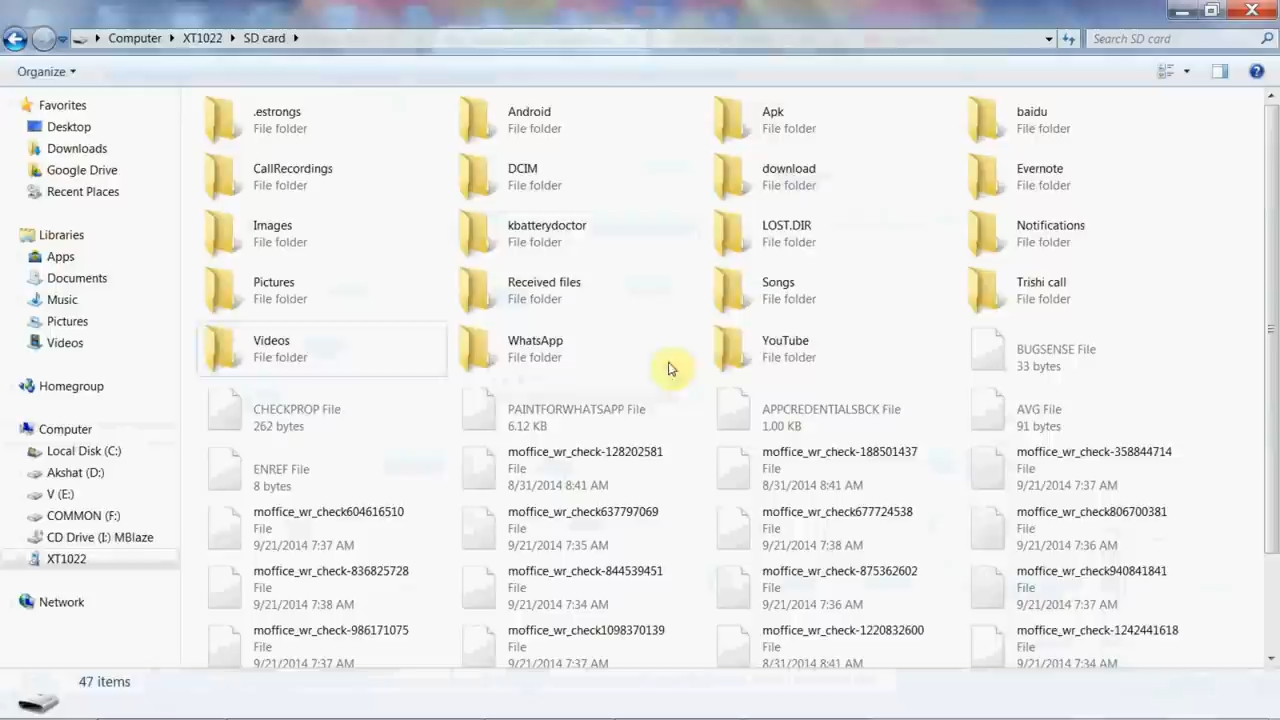 Computer XT1022 SD card
Search SD card
Organize
Favorites
Desktop
Downloads
Google Drive
Recent Places
Libraries
Apps
Documents
Music
Pictures
Videos
Homegroup
Computer
Local Disk (C:)
Akshat (D:)
V (E:)
COMMON (F:)
CD Drive (I:) MBlaze
XT1022
Network
.estrongs
File folder
Android
File folder
Apk
File folder
baidu
File folder
CallRecordings
File folder
DCIM
File folder
download
File folder
Evernote
File folder
Images
File folder
kbatterydoctor
File folder
LOST.DIR
File folder
Notifications
File folder
Pictures
File folder
Received files
File folder
Songs
File folder
Trishi call
File folder
Videos
File folder
WhatsApp
File folder
YouTube
File folder
BUGSENSE File
33 bytes
CHECKPROP File
262 bytes
PAINTFORWHATSAPP File
6.12 KB
APPCREDENTIALSBCK File
1.00 KB
AVG File
91 bytes
ENREF File
8 bytes
moffice_wr_check-128202581
File
8/31/2014 8:41 AM
moffice_wr_check-188501437
File
8/31/2014 8:41 AM
moffice_wr_check-358844714
File
9/21/2014 7:37 AM
moffice_wr_check604616510
File
9/21/2014 7:37 AM
moffice_wr_check637797069
File
9/21/2014 7:35 AM
moffice_wr_check677724538
File
9/21/2014 7:38 AM
moffice_wr_check806700381
File
9/21/2014 7:36 AM
moffice_wr_check-836825728
File
9/21/2014 7:38 AM
moffice_wr_check-844539451
File
9/21/2014 7:34 AM
moffice_wr_check-875362602
File
9/21/2014 7:36 AM
moffice_wr_check940841841
File
9/21/2014 7:37 AM
moffice_wr_check-986171075
File
9/21/2014 7:37 AM
moffice_wr_check1098370139
File
9/21/2014 7:37 AM
moffice_wr_check-1220832600
File
8/31/2014 8:41 AM
moffice_wr_check-1242441618
File
9/21/2014 7:34 AM
47 items